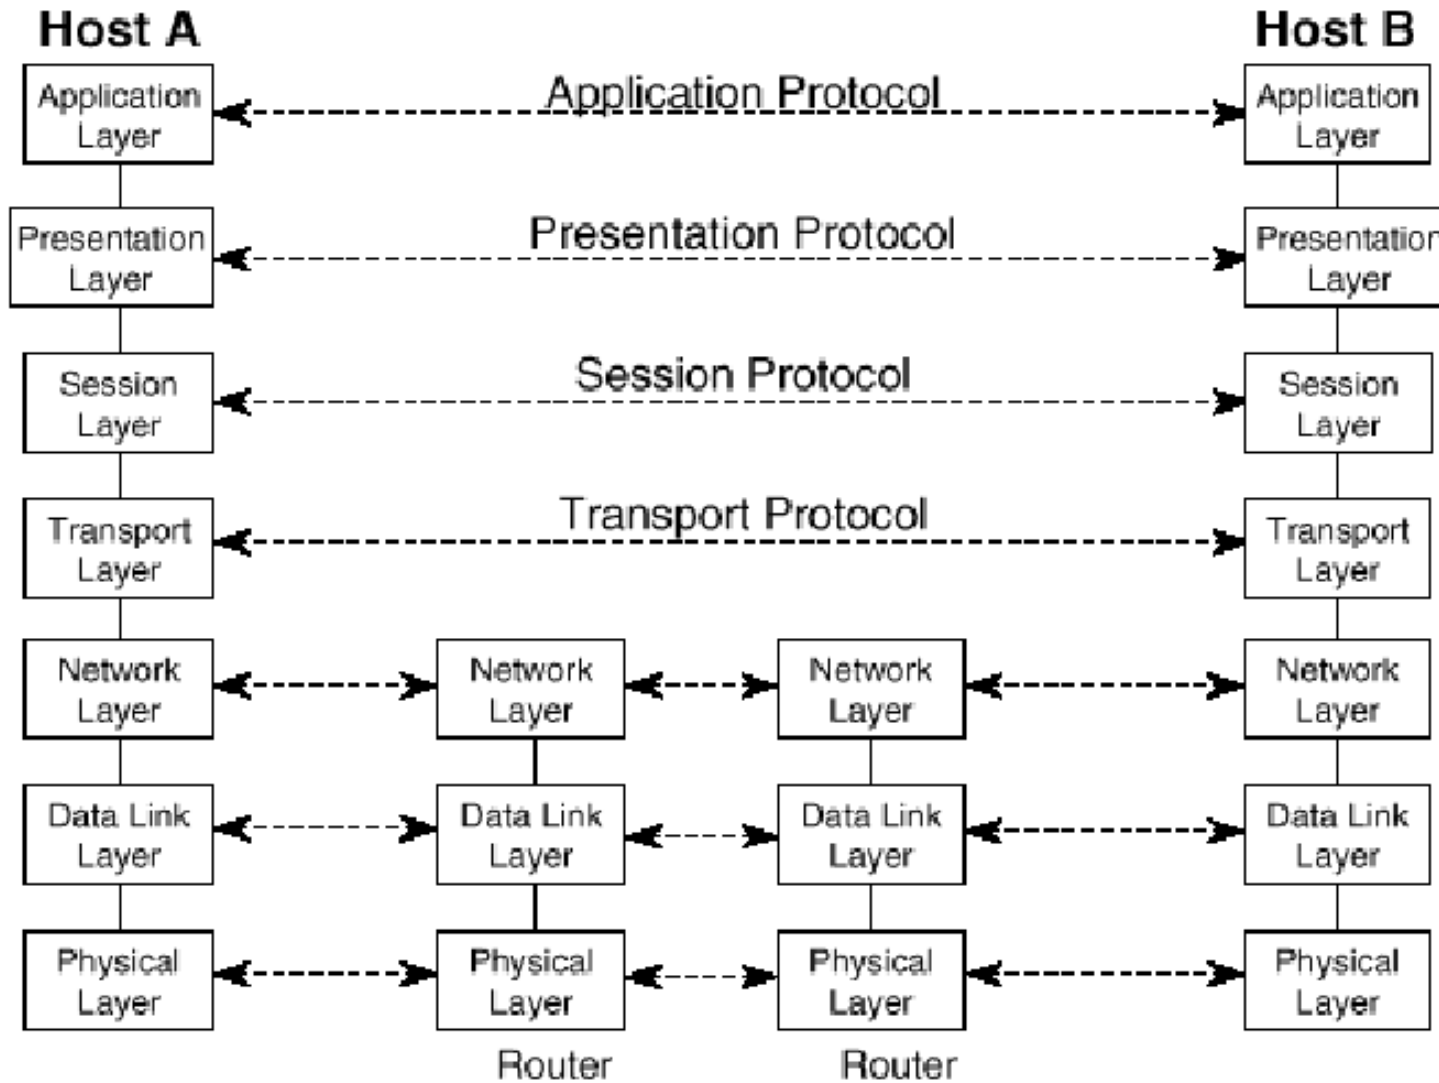 Host A
Host B
Application
Layer
Application Protocol
Application
Layer
Presentation
Layer
Presentation Protocol
Presentation
Layer
Session
Layer
Session Protocol
Session
Layer
Transport
Layer
Transport Protocol
Transport
Layer
Network
Layer
Network
Layer
Network
Layer
Network
Layer
Data Link
Layer
Data Link
Layer
Data Link
Layer
Data Link
Layer
Physical
Layer
Physical
Layer
Physical
Layer
Physical
Layer
Router
Router